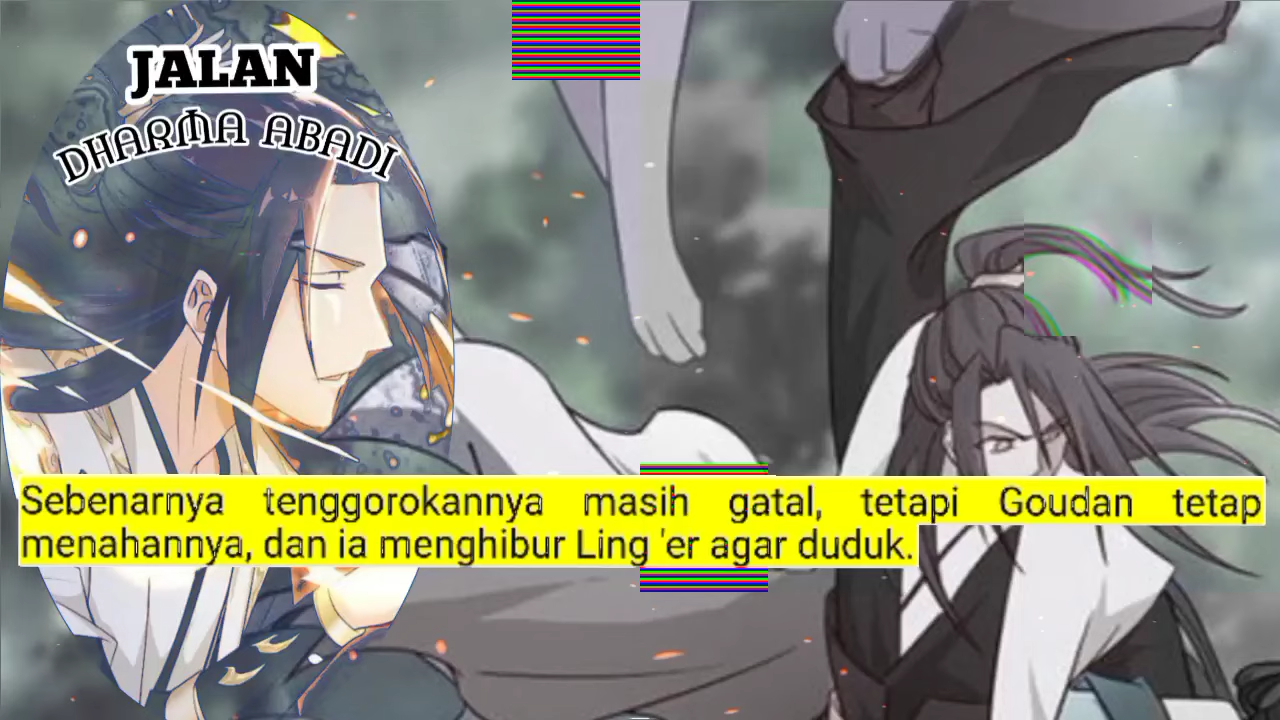 JALAN
DHARMA ABADI
Sebenarnya tenggorokannya masih gatal, tetapi Goudan tetap
menahannya, dan ia menghibur Ling 'er agar duduk.